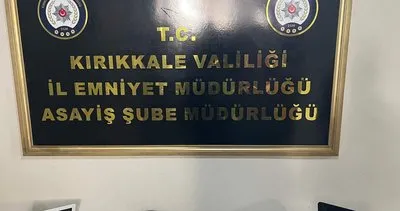 T.C.
KIRIKKALE VALİLİĞİ
İL EMNİYET MÜDÜRLÜĞÜ
ASAYİŞ ŞUBE MÜDÜRLÜĞÜ